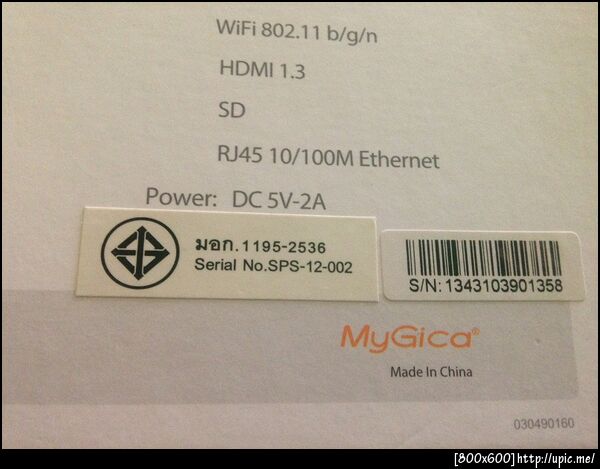 WiFi 802.11 b/g/n
HDMI 1.3
SD
RJ45 10/100M Ethernet
Power: DC 5V-2A
มอก.1195-2536
Serial No.SPS-12-002
S/N: 1343103901358
MyGica®
Made In China
030490160
[800x600]http://upic.me/